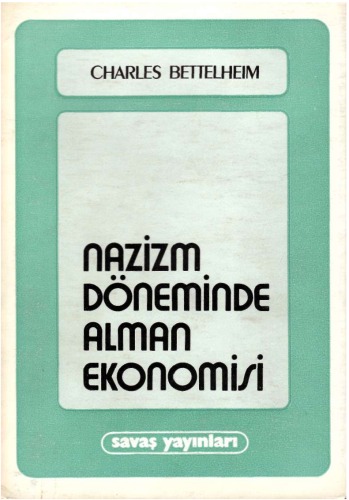 CHARLES BETTELHEIM
NAZİZM
DÖNEMİNDE
ALMAN
EKONOMİSİ
savaş yayınları